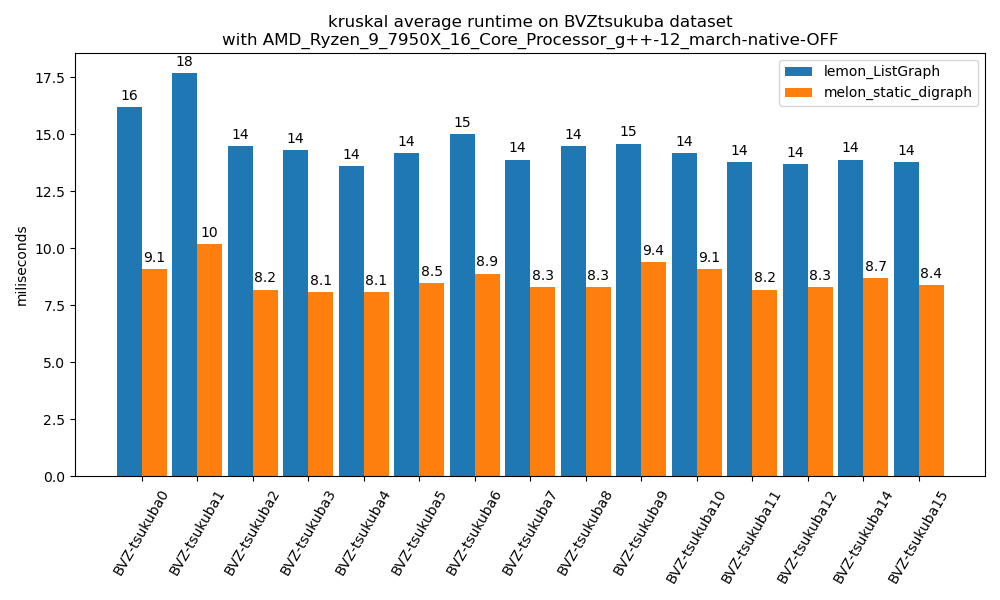 kruskal average runtime on BVZtsukuba dataset
with AMD_Ryzen_9_7950X_16_Core_Processor_g++-12_march-native-OFF
lemon_ListGraph
melon_static_digraph
miliseconds
17.5
15.0
12.5
10.0
7.5
5.0
2.5
0.0
16 18 14 14 14 14 15 14 14 15 14 14 14 14 14
9.1 10 8.2 8.1 8.1 8.5 8.9 8.3 8.3 9.4 9.1 8.2 8.3 8.7 8.4
BVZ-tsukuba0
BVZ-tsukuba1
BVZ-tsukuba2
BVZ-tsukuba3
BVZ-tsukuba4
BVZ-tsukuba5
BVZ-tsukuba6
BVZ-tsukuba7
BVZ-tsukuba8
BVZ-tsukuba9
BVZ-tsukuba10
BVZ-tsukuba11
BVZ-tsukuba12
BVZ-tsukuba14
BVZ-tsukuba15